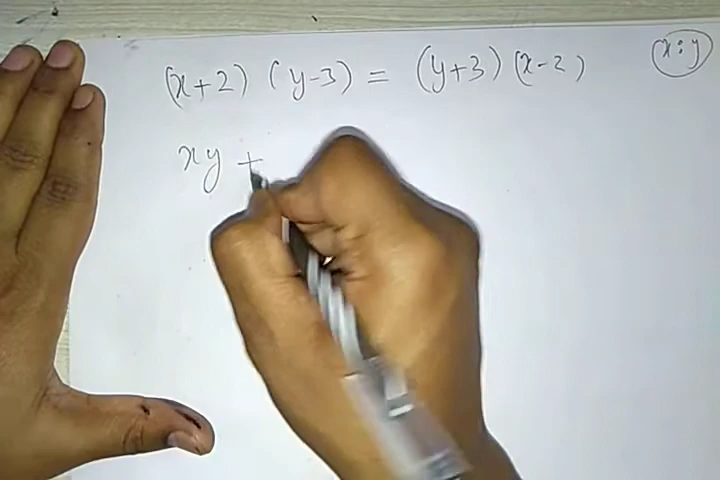 (x+2) (y-3) = (y+3) (x-2) x:y
xy +